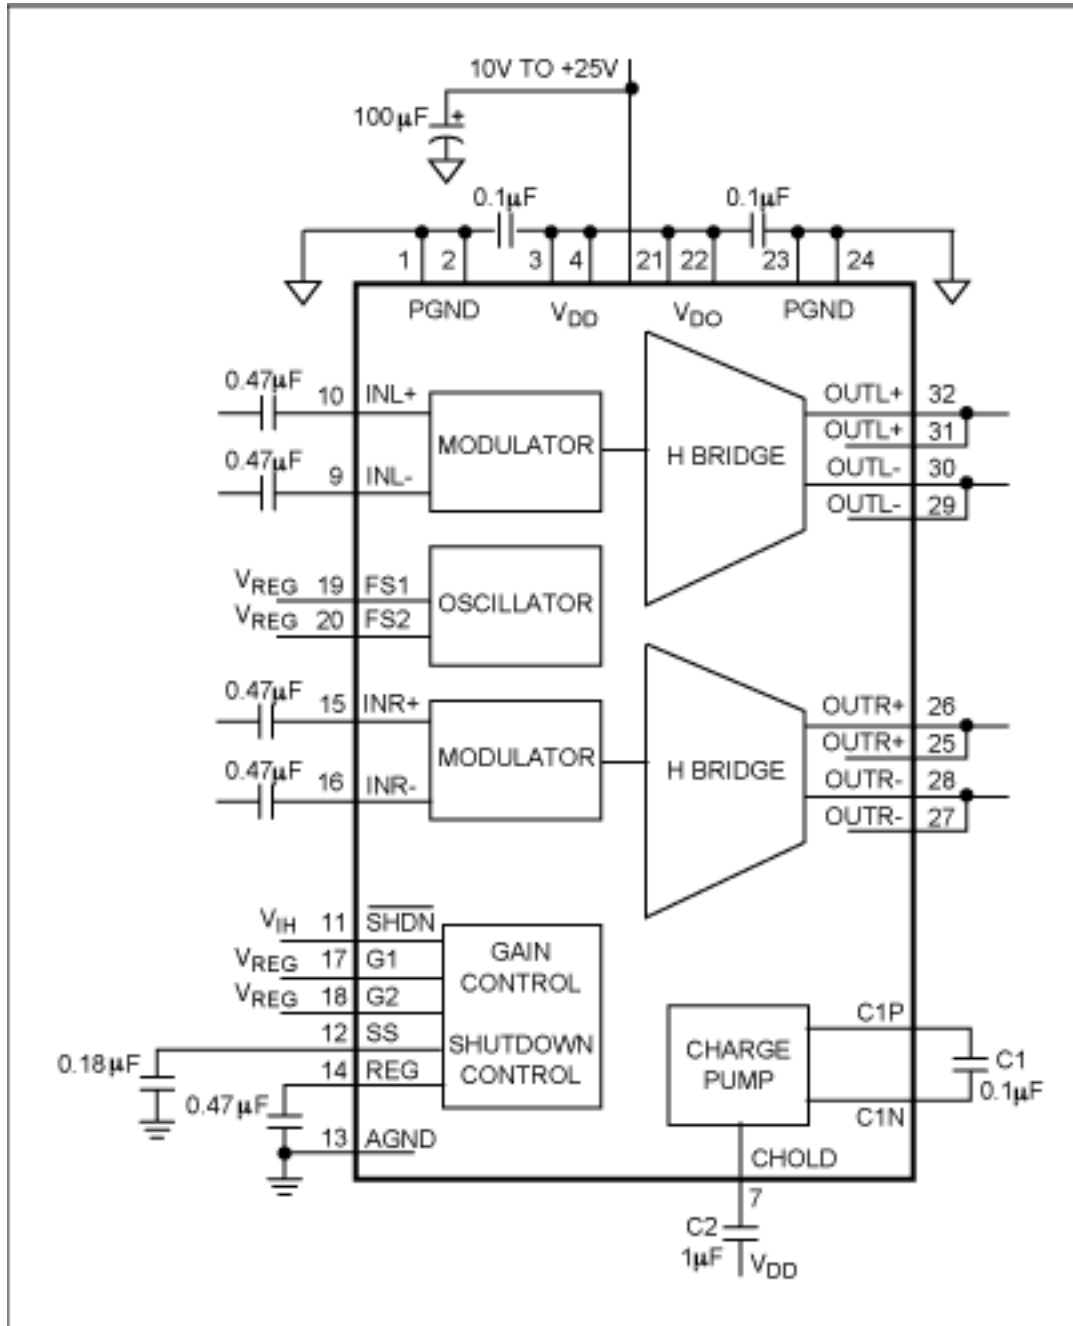 10V TO +25V
100µF +
0.1µF 0.1µF
1 2 3 4 21 22 23 24
PGND VDD VDO PGND
0.47µF 10 INL+
0.47µF 9 INL-
MODULATOR
H BRIDGE
OUTL+ 32
OUTL+ 31
OUTL- 30
OUTL- 29
VREG 19 FS1
VREG 20 FS2
OSCILLATOR
0.47µF 15 INR+
0.47µF 16 INR-
MODULATOR
H BRIDGE
OUTR+ 26
OUTR+ 25
OUTR- 28
OUTR- 27
VIH 11 SHDN
VREG 17 G1
VREG 18 G2
12 SS
0.18µF
14 REG
0.47µF
13 AGND
GAIN
CONTROL
SHUTDOWN
CONTROL
CHARGE
PUMP
C1P
C1
0.1µF
C1N
CHOLD
7
C2
1µF
VDD